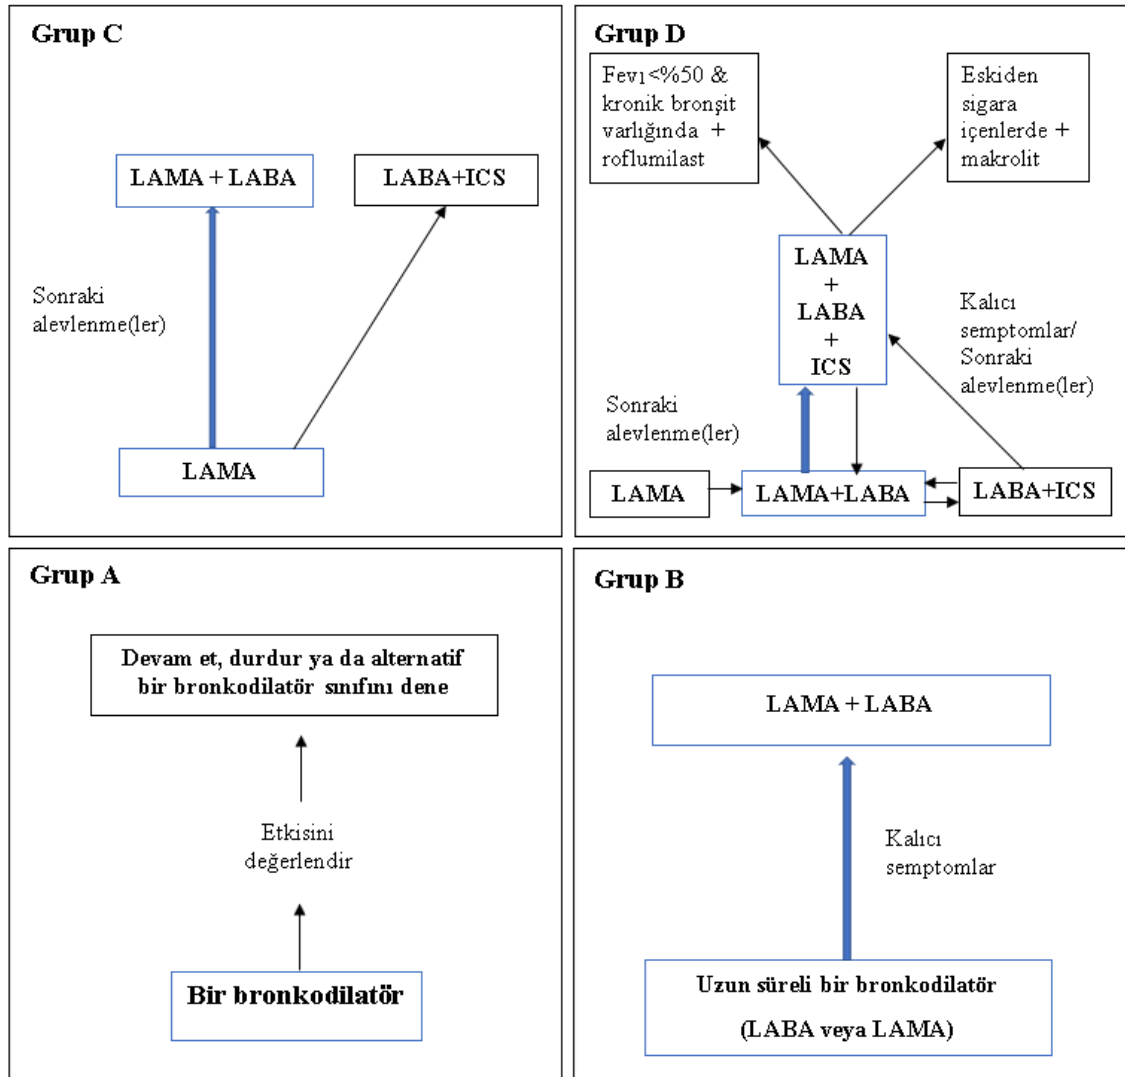 Grup C
LAMA + LABA
LABA+ICS
Sonraki
alevlenme(ler)
LAMA
Grup D
Fev1<%50 &
kronik bronşit
varlığında +
roflumilast
Eskiden
sigara
içenlerde +
makrolit
LAMA
+
LABA
+
ICS
Kalıcı
semptomlar/
Sonraki
alevlenme(ler)
Sonraki
alevlenme(ler)
LAMA
LAMA+LABA
LABA+ICS
Grup A
Devam et, durdur ya da alternatif
bir bronkodilatör sınıfını dene
Etkisini
değerlendir
Bir bronkodilatör
Grup B
LAMA + LABA
Kalıcı
semptomlar
Uzun süreli bir bronkodilatör
(LABA veya LAMA)